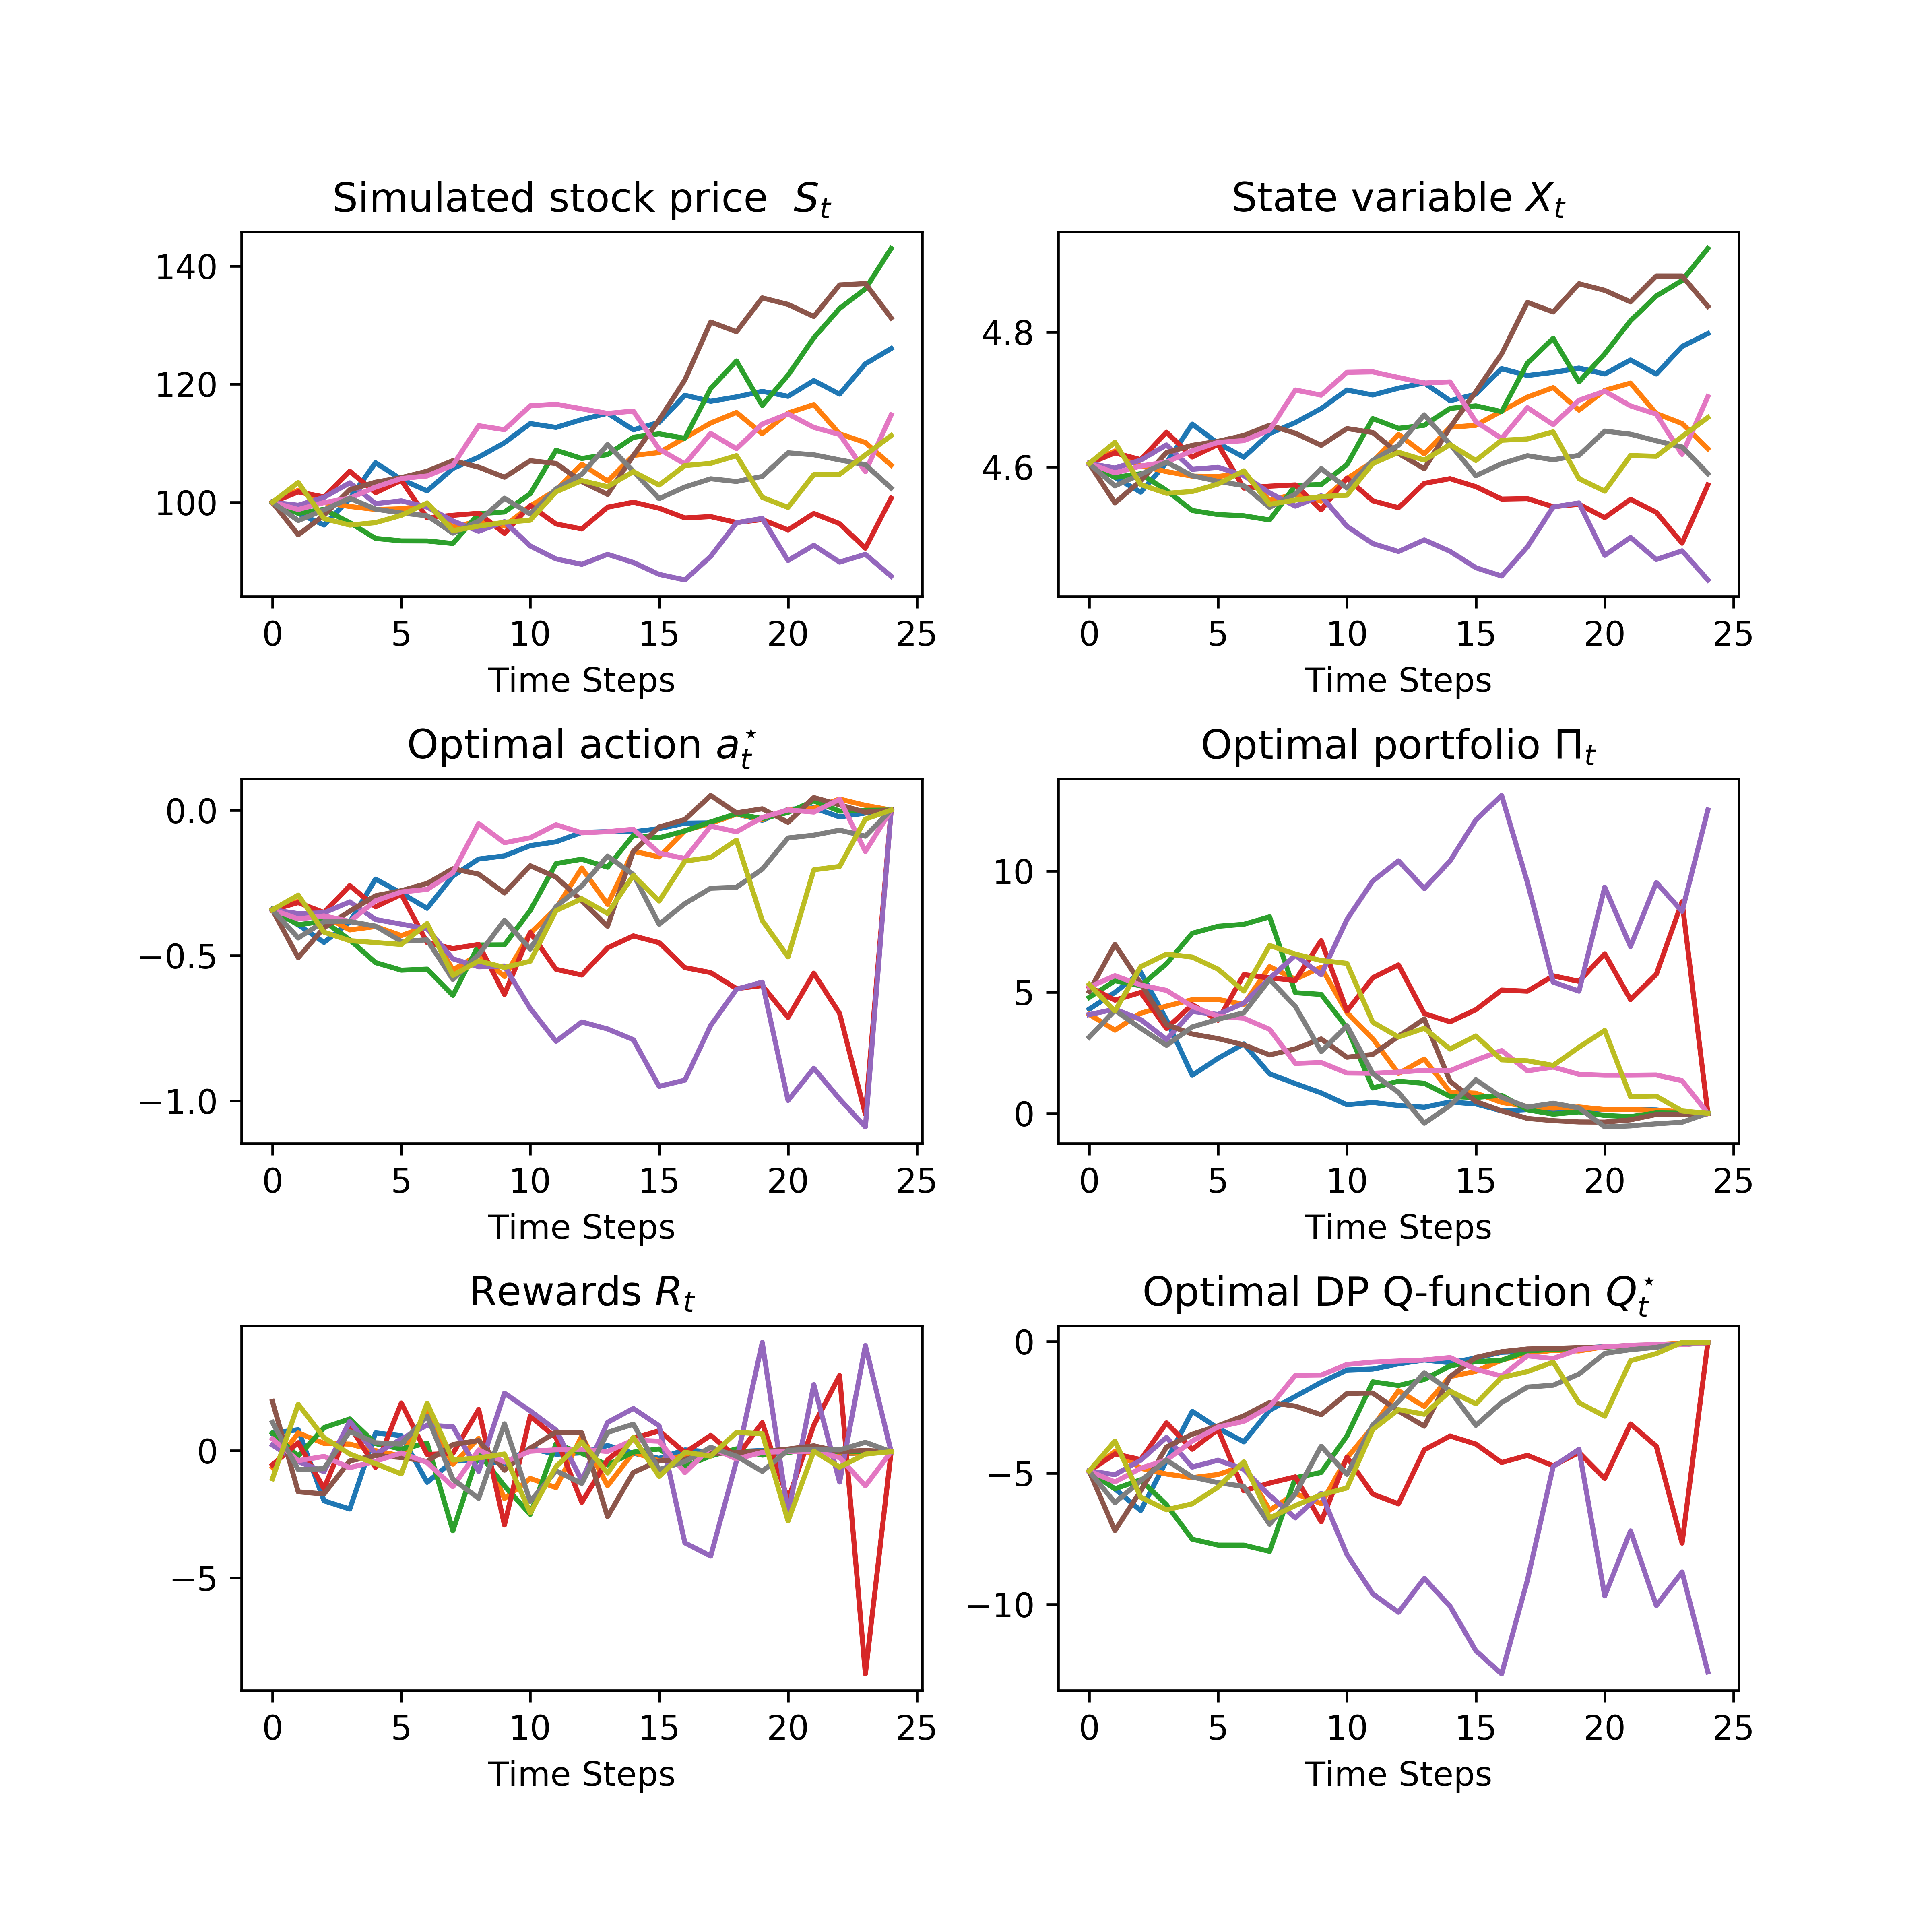 Simulated stock price S_t
State variable X_t
140
120
100
4.8
4.6
0 5 10 15 20 25
0 5 10 15 20 25
Time Steps
Time Steps
Optimal action a_t^⋆
Optimal portfolio Π_t
0.0
−0.5
−1.0
10
5
0
0 5 10 15 20 25
0 5 10 15 20 25
Time Steps
Time Steps
Rewards R_t
Optimal DP Q-function Q_t^⋆
0
−5
0
−5
−10
0 5 10 15 20 25
0 5 10 15 20 25
Time Steps
Time Steps